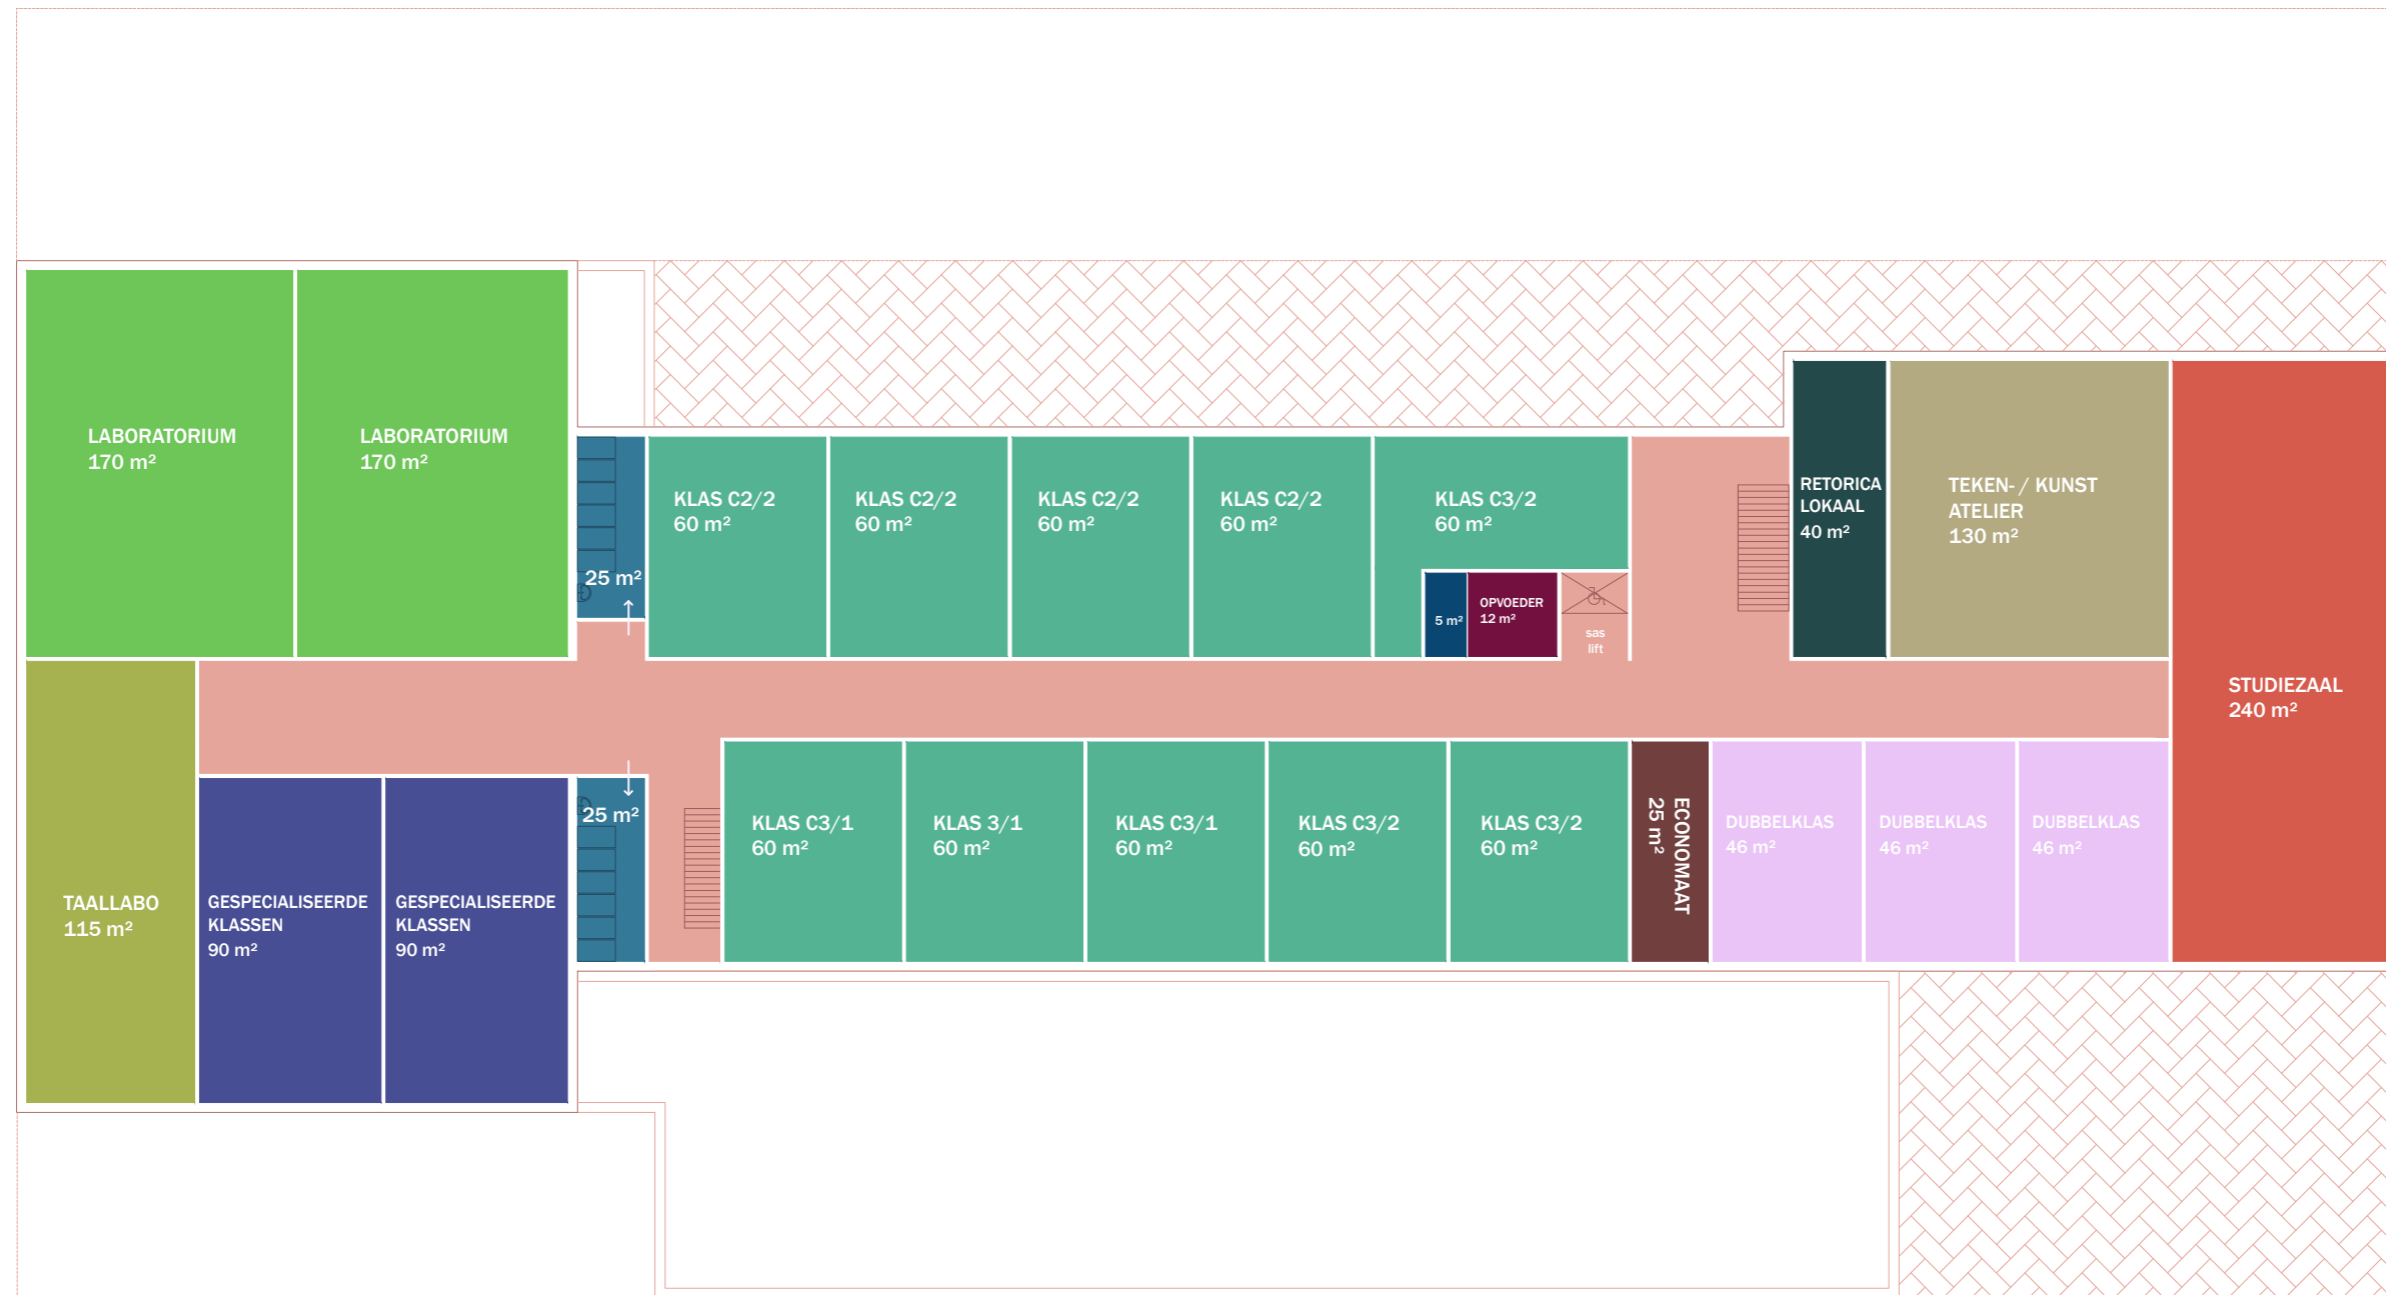 LABORATORIUM
170 m²
LABORATORIUM
170 m²
25 m²
KLAS C2/2
60 m²
KLAS C2/2
60 m²
KLAS C2/2
60 m²
KLAS C2/2
60 m²
KLAS C3/2
60 m²
5 m²
OPVOEDER
12 m²
sas
lift
RETORICA
LOKAAL
40 m²
TEKEN- / KUNST
ATELIER
130 m²
STUDIEZAAL
240 m²
TAALLABO
115 m²
GESPECIALISEERDE
KLASSEN
90 m²
GESPECIALISEERDE
KLASSEN
90 m²
25 m²
KLAS C3/1
60 m²
KLAS 3/1
60 m²
KLAS C3/1
60 m²
KLAS C3/2
60 m²
KLAS C3/2
60 m²
ECONOMAAT
25 m²
DUBBELKLAS
46 m²
DUBBELKLAS
46 m²
DUBBELKLAS
46 m²